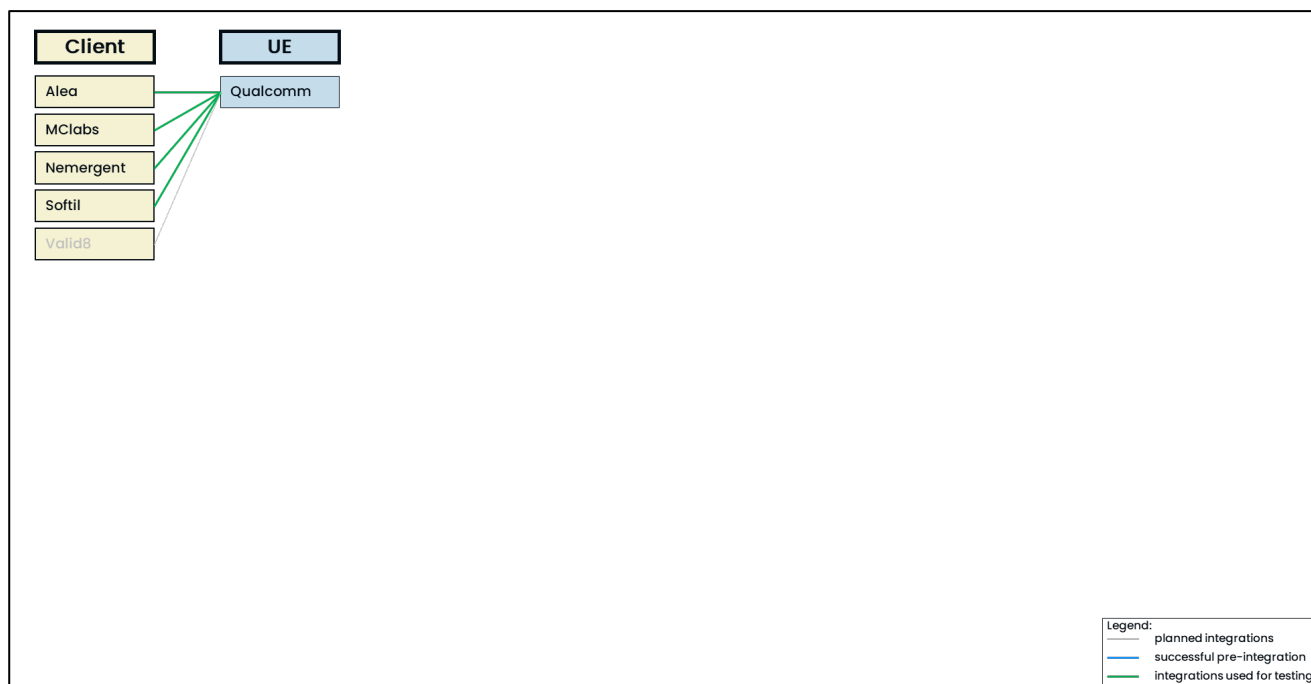 Client
UE
Alea
Qualcomm
MClabs
Nemergent
Softil
Valid8
Legend:
planned integrations
successful pre-integration
integrations used for testing